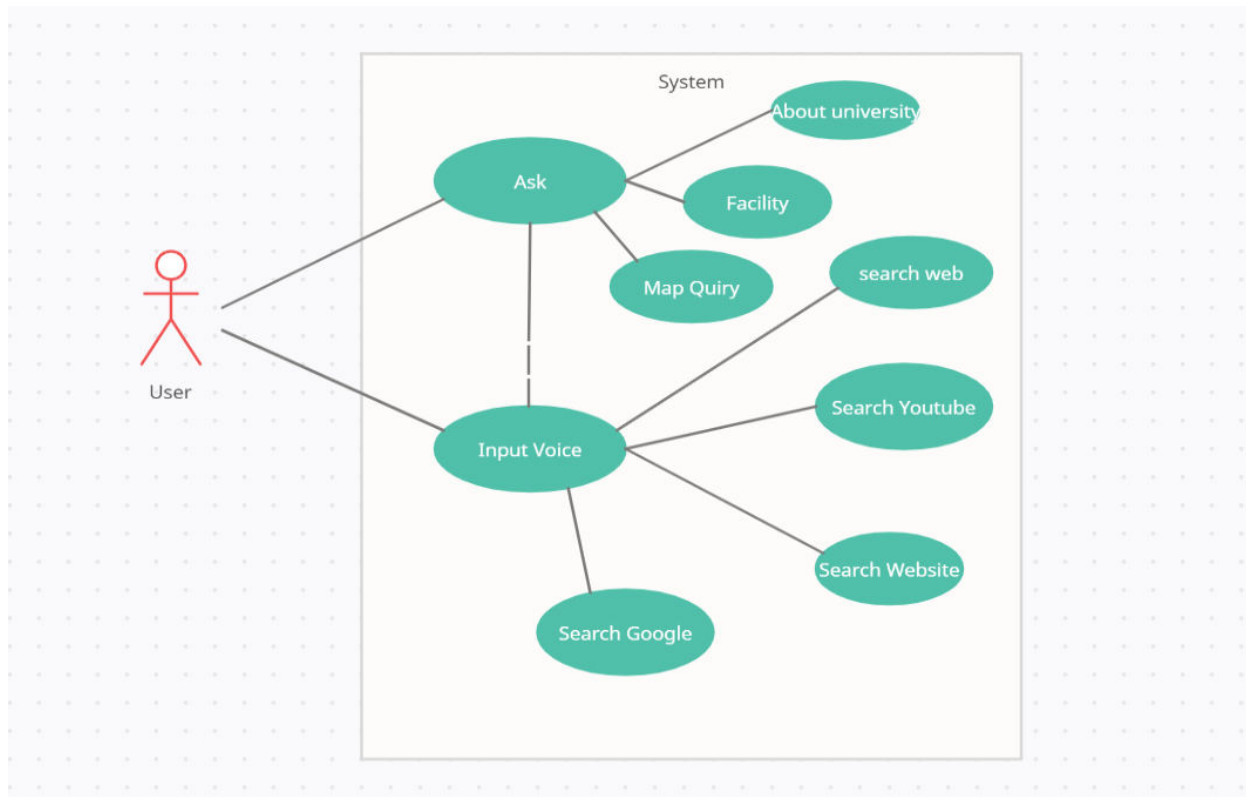 System
About university
Ask
Facility
search web
Map Quiry
User
Search Youtube
Input Voice
Search Website
Search Google